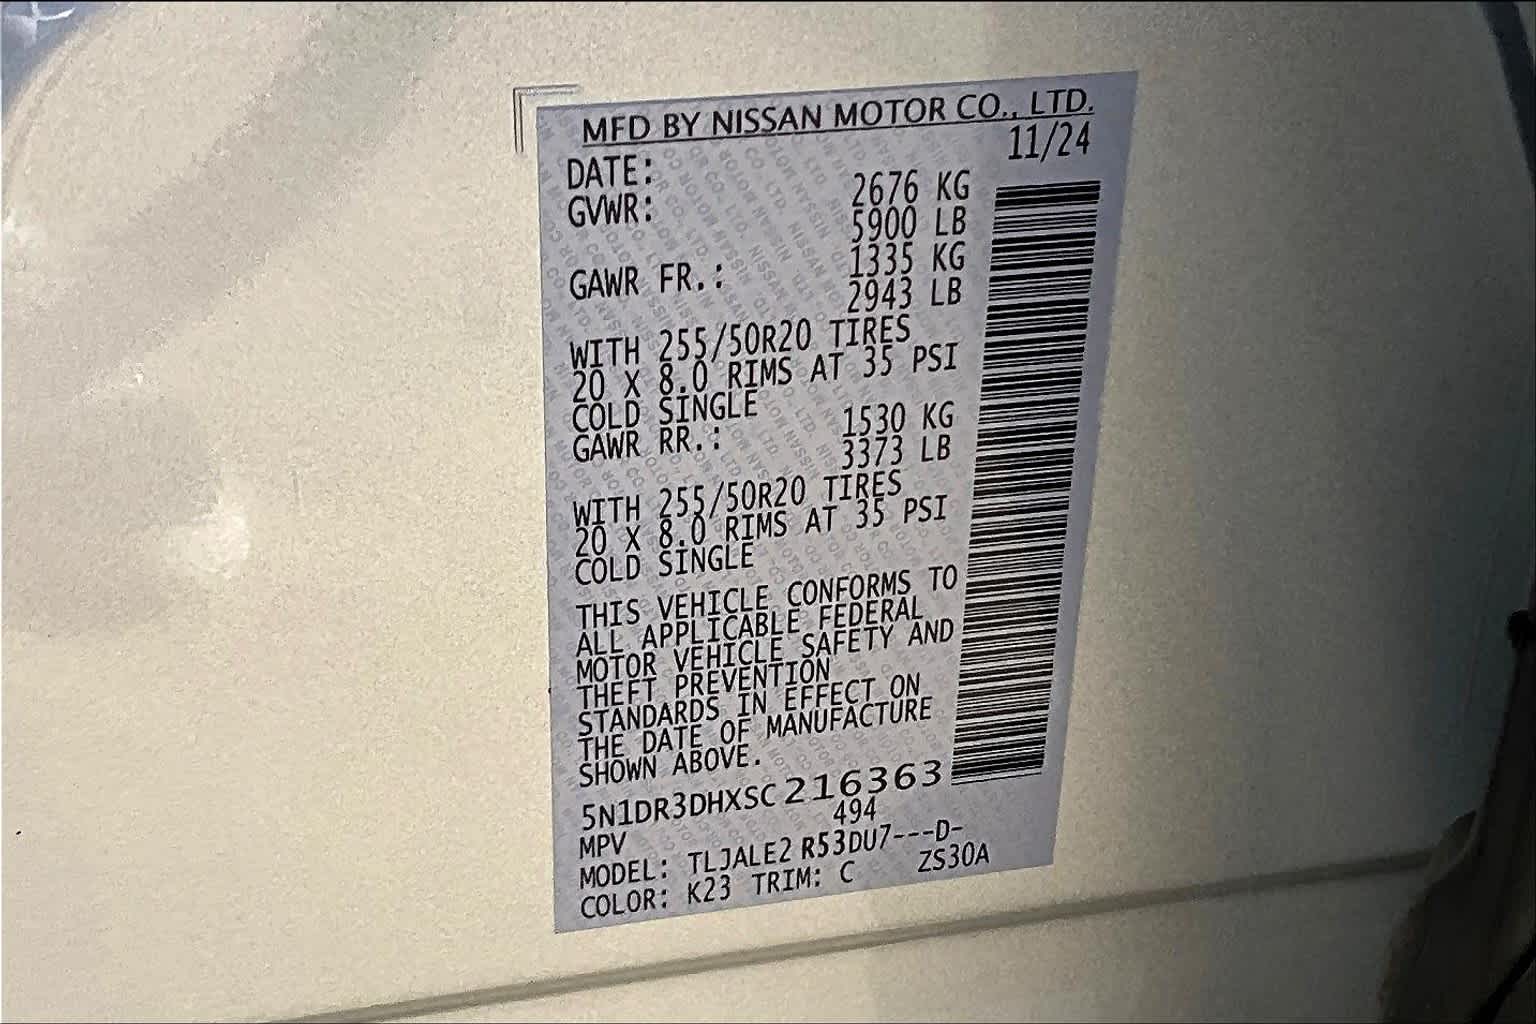 MFD BY NISSAN MOTOR CO., LTD.
DATE: 11/24
GVWR: 2676 KG
5900 LB
GAWR FR.: 1335 KG
2943 LB
WITH 255/50R20 TIRES
20 X 8.0 RIMS AT 35 PSI
COLD SINGLE
GAWR RR.: 1530 KG
3373 LB
WITH 255/50R20 TIRES
20 X 8.0 RIMS AT 35 PSI
COLD SINGLE
THIS VEHICLE CONFORMS TO
ALL APPLICABLE FEDERAL
MOTOR VEHICLE SAFETY AND
THEFT PREVENTION
STANDARDS IN EFFECT ON
THE DATE OF MANUFACTURE
SHOWN ABOVE.
5N1DR3DHXSC216363
MPV 494
MODEL: TLJALE2 R53DU7---D-
COLOR: K23 TRIM: C ZS30A